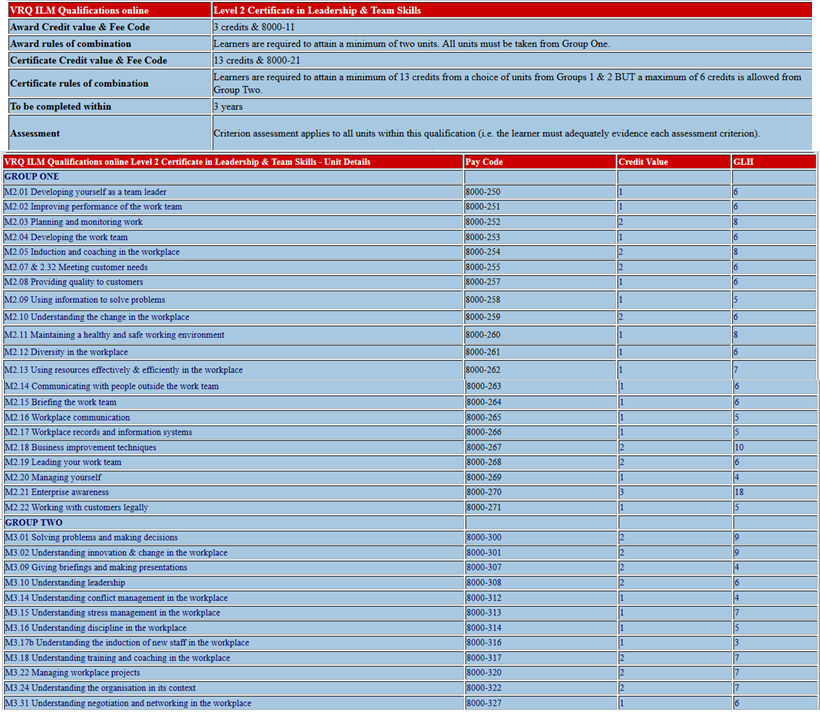 VRQ ILM Qualifications online Level 2 Certificate in Leadership & Team Skills
Award Credit value & Fee Code 3 credits & 8000-11
Award rules of combination Learners are required to attain a minimum of two units. All units must be taken from Group One.
Certificate Credit value & Fee Code 13 credits & 8000-21
Certificate rules of combination Learners are required to attain a minimum of 13 credits from a choice of units from Groups 1 & 2 BUT a maximum of 6 credits is allowed from
Group Two.
To be completed within 3 years
Assessment Criterion assessment applies to all units within this qualification (i.e. the learner must adequately evidence each assessment criterion).
VRQ ILM Qualifications online Level 2 Certificate in Leadership & Team Skills - Unit Details Pay Code Credit Value GLH
GROUP ONE
M2.01 Developing yourself as a team leader 8000-250 1 6
M2.02 Improving performance of the work team 8000-251 1 6
M2.03 Planning and monitoring work 8000-252 2 8
M2.04 Developing the work team 8000-253 1 6
M2.05 Induction and coaching in the workplace 8000-254 2 8
M2.07 & 2.32 Meeting customer needs 8000-255 2 6
M2.08 Providing quality to customers 8000-257 1 6
M2.09 Using information to solve problems 8000-258 1 5
M2.10 Understanding the change in the workplace 8000-259 2 6
M2.11 Maintaining a healthy and safe working environment 8000-260 1 8
M2.12 Diversity in the workplace 8000-261 1 6
M2.13 Using resources effectively & efficiently in the workplace 8000-262 1 7
M2.14 Communicating with people outside the work team 8000-263 1 6
M2.15 Briefing the work team 8000-264 1 6
M2.16 Workplace communication 8000-265 1 5
M2.17 Workplace records and information systems 8000-266 1 5
M2.18 Business improvement techniques 8000-267 2 10
M2.19 Leading your work team 8000-268 2 6
M2.20 Managing yourself 8000-269 1 4
M2.21 Enterprise awareness 8000-270 3 18
M2.22 Working with customers legally 8000-271 1 5
GROUP TWO
M3.01 Solving problems and making decisions 8000-300 2 9
M3.02 Understanding innovation & change in the workplace 8000-301 2 9
M3.09 Giving briefings and making presentations 8000-307 2 4
M3.10 Understanding leadership 8000-308 2 6
M3.14 Understanding conflict management in the workplace 8000-312 1 4
M3.15 Understanding stress management in the workplace 8000-313 1 7
M3.16 Understanding discipline in the workplace 8000-314 1 5
M3.17b Understanding the induction of new staff in the workplace 8000-316 1 3
M3.18 Understanding training and coaching in the workplace 8000-317 2 7
M3.22 Managing workplace projects 8000-320 2 7
M3.24 Understanding the organisation in its context 8000-322 2 7
M3.31 Understanding negotiation and networking in the workplace 8000-327 1 6